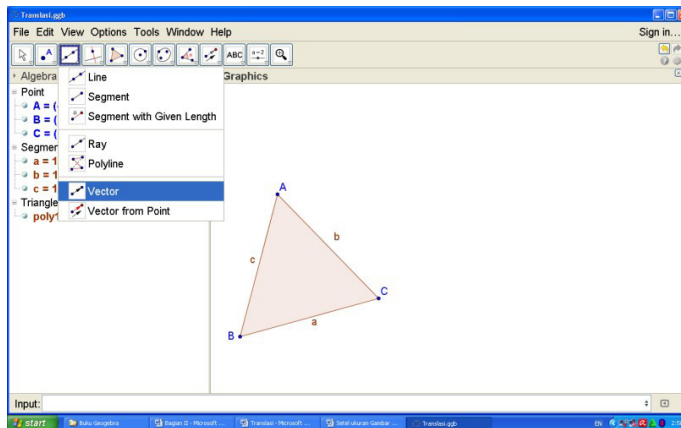 Translasi.ggb
File Edit View Options Tools Window Help
Sign in...
ABC
a=2
Algebra
Graphics
Line
Segment
Segment with Given Length
Ray
Polyline
Vector
Vector from Point
Point
A = (
B = (
C = (
Segmen
a = 1
b = 1
c = 1
Triangle
poly1
A
b
c
C
a
B
Input:
start
Buku Geogebra
Bagian II - Microsoft ...
Translasi - Microsoft ...
Setel ukuran Gambar ...
Translasi.ggb
EN